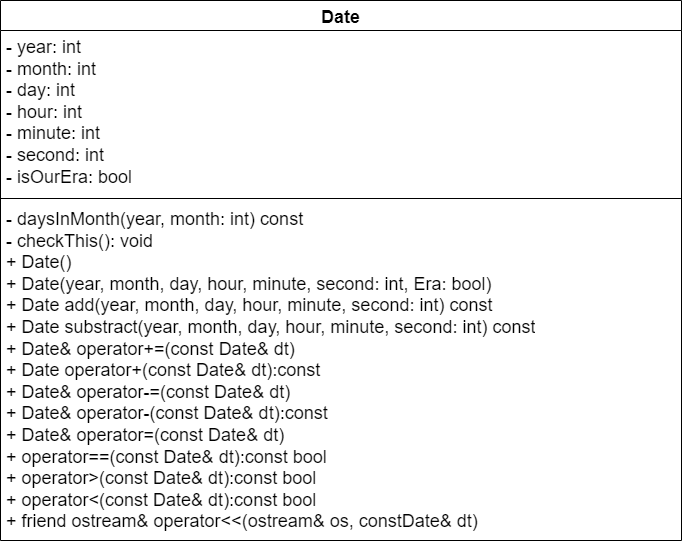 Date
- year: int
- month: int
- day: int
- hour: int
- minute: int
- second: int
- isOurEra: bool
- daysInMonth(year, month: int) const
- checkThis(): void
+ Date()
+ Date(year, month, day, hour, minute, second: int, Era: bool)
+ Date add(year, month, day, hour, minute, second: int) const
+ Date substract(year, month, day, hour, minute, second: int) const
+ Date& operator+=(const Date& dt)
+ Date operator+(const Date& dt):const
+ Date& operator-=(const Date& dt)
+ Date& operator-(const Date& dt):const
+ Date& operator=(const Date& dt)
+ operator==(const Date& dt):const bool
+ operator>(const Date& dt):const bool
+ operator<(const Date& dt):const bool
+ friend ostream& operator<<(ostream& os, constDate& dt)